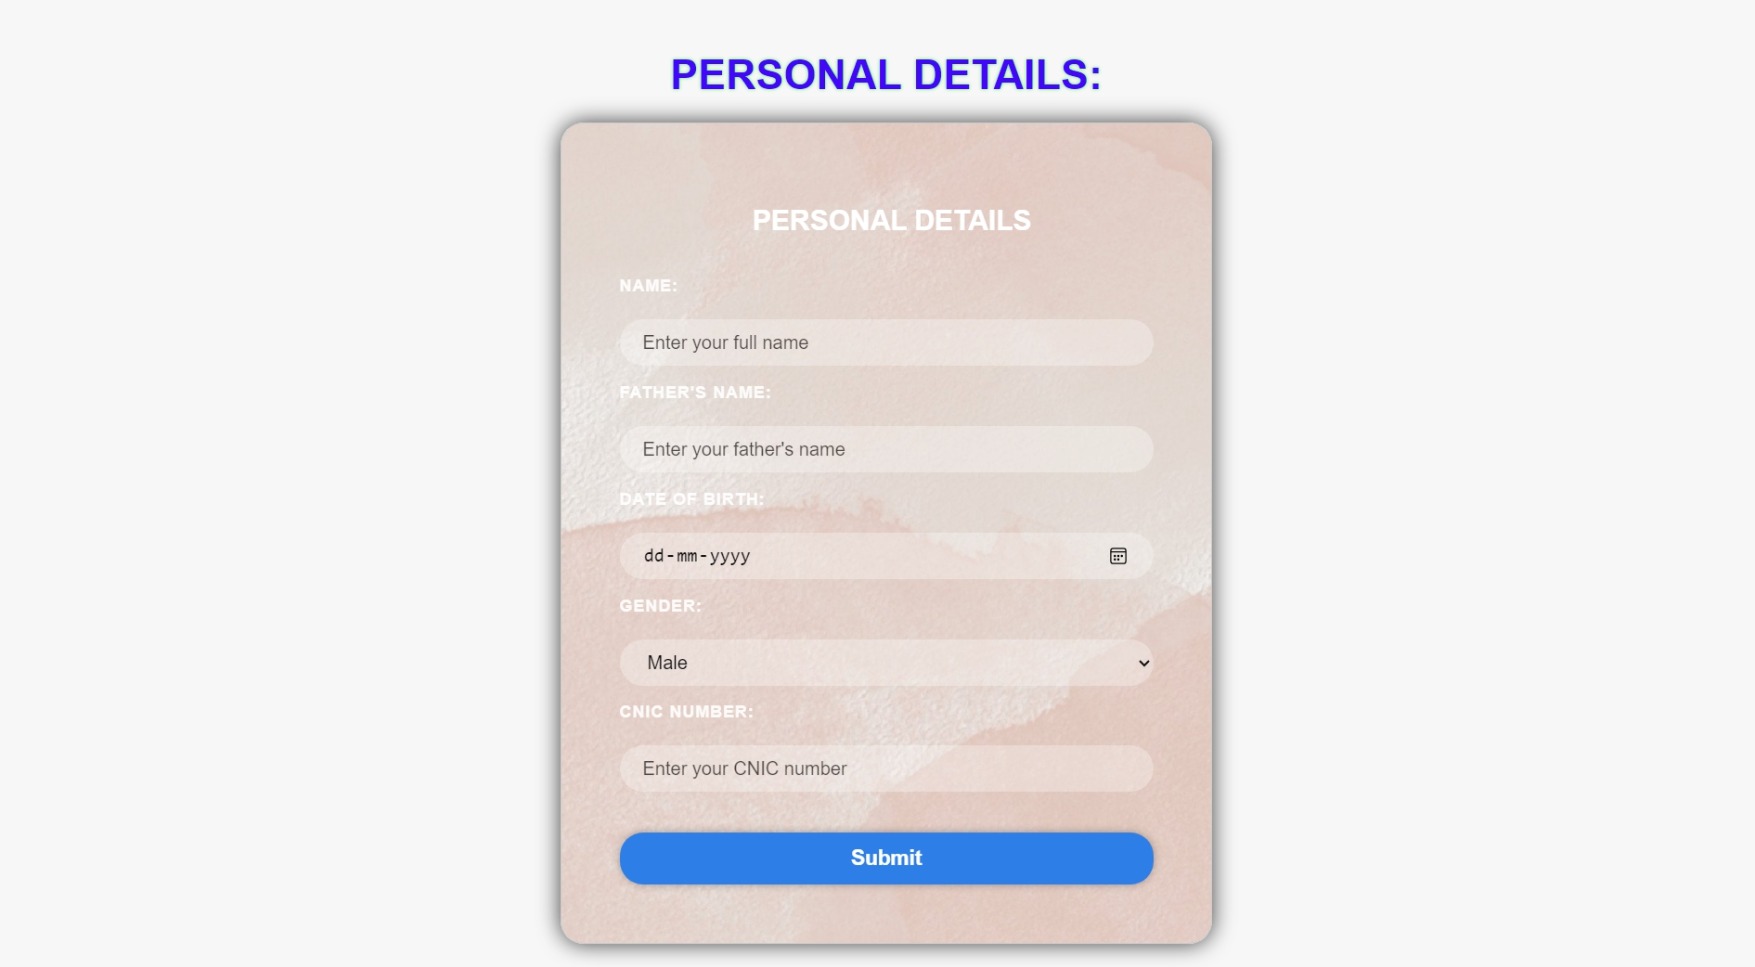 PERSONAL DETAILS:
PERSONAL DETAILS
NAME:
Enter your full name
FATHER'S NAME:
Enter your father's name
DATE OF BIRTH:
dd-mm-yyyy
GENDER:
Male
CNIC NUMBER:
Enter your CNIC number
Submit